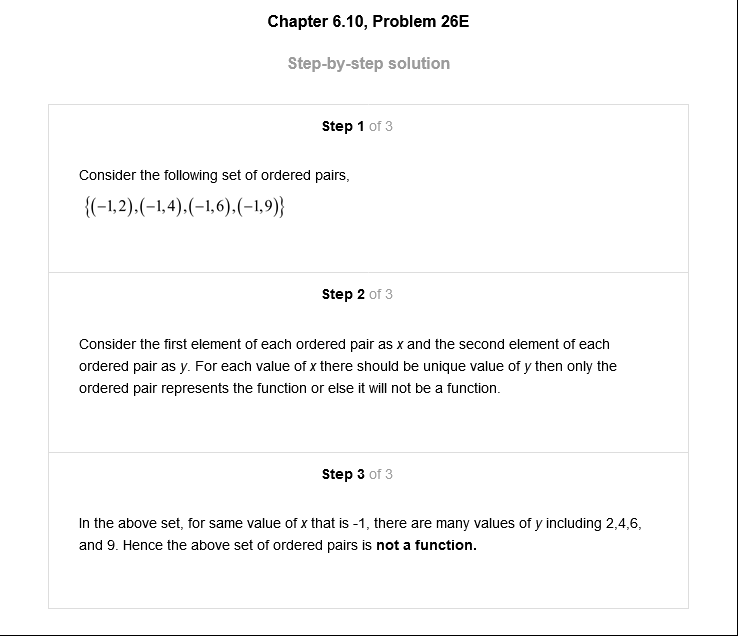 Chapter 6.10, Problem 26E
Step-by-step solution
Step 1 of 3
Consider the following set of ordered pairs,
{(−1,2),(−1,4),(−1,6),(−1,9)}
Step 2 of 3
Consider the first element of each ordered pair as x and the second element of each
ordered pair as y. For each value of x there should be unique value of y then only the
ordered pair represents the function or else it will not be a function.
Step 3 of 3
In the above set, for same value of x that is -1, there are many values of y including 2,4,6,
and 9. Hence the above set of ordered pairs is not a function.